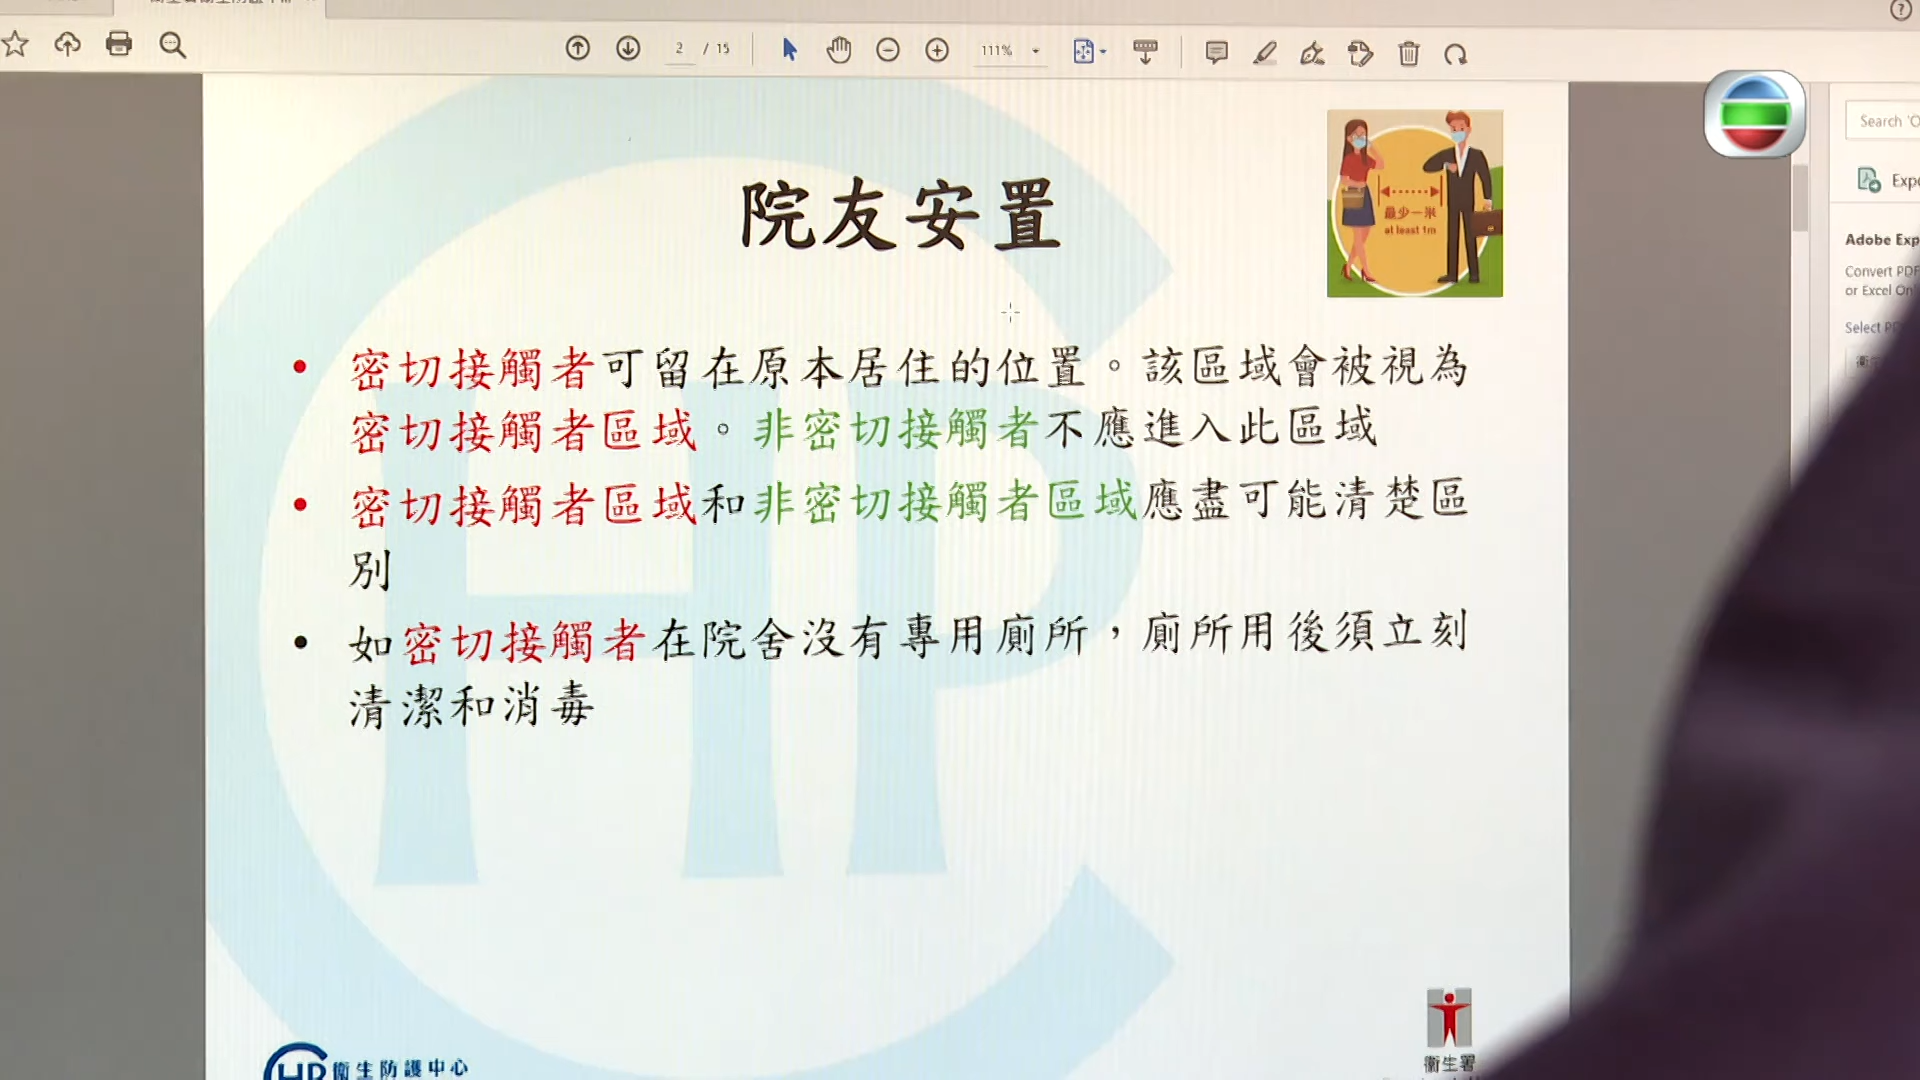 2 / 15
111%
Search 'O
院友安置
最少一米
at least 1m
Expo
Adobe Exp
Convert PDF
or Excel Onl
Select PD
密切接觸者可留在原本居住的位置。該區域會被視為
密切接觸者區域。非密切接觸者不應進入此區域
密切接觸者區域和非密切接觸者區域應盡可能清楚區
別
如密切接觸者在院舍沒有專用廁所，廁所用後須立刻
清潔和消毒
衞生防護中心
衞生署